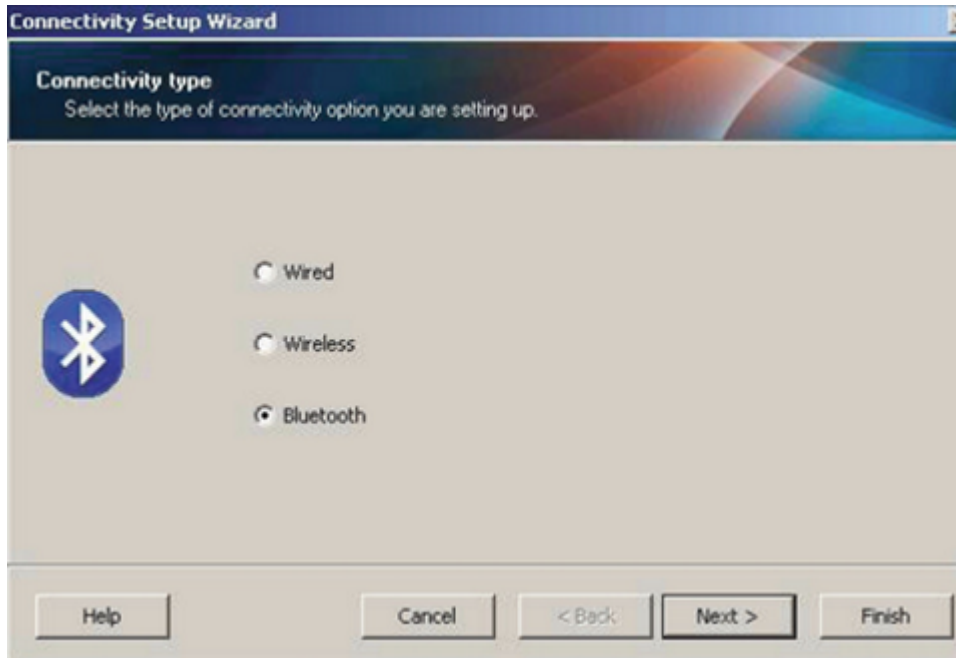 Connectivity Setup Wizard
Connectivity type
Select the type of connectivity option you are setting up.
Wired
Wireless
Bluetooth
Help Cancel < Back Next > Finish